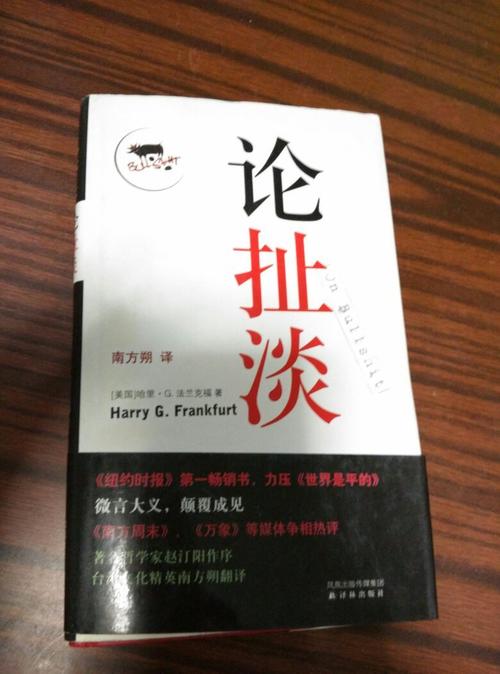 BULLSHIT
论
扯
淡
On Bullshit
南方朔 译
[美国]哈里·G. 法兰克福 著
Harry G. Frankfurt
《纽约时报》第一畅销书，力压《世界是平的》
微言大义，颠覆成见
《南方周末》、《万象》等媒体争相热评
著名哲学家赵汀阳作序
台湾文化精英南方朔翻译
凤凰出版传媒集团
译林出版社